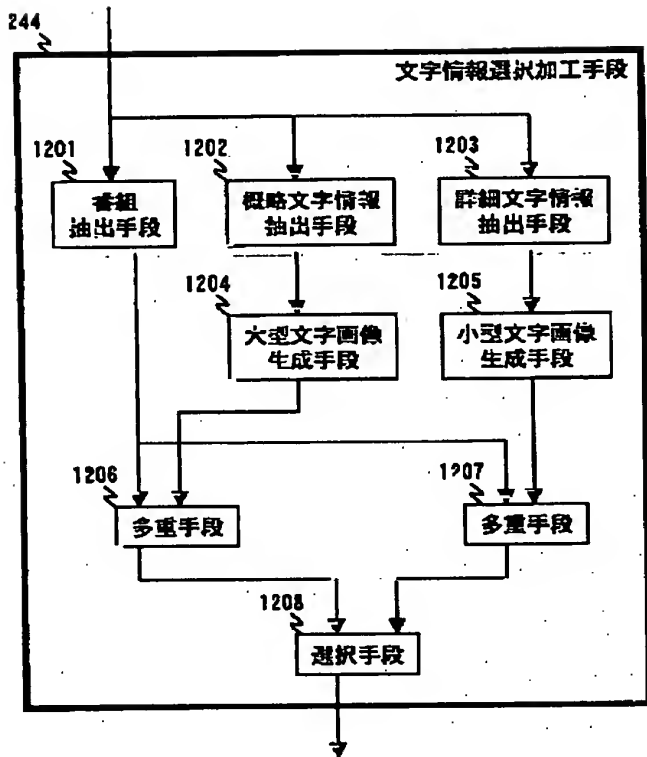 244
文字情報選択加工手段
1201
番組
抽出手段
1202
概略文字情報
抽出手段
1203
詳細文字情報
抽出手段
1204
大型文字画像
生成手段
1205
小型文字画像
生成手段
1206
多重手段
1207
多重手段
1208
選択手段